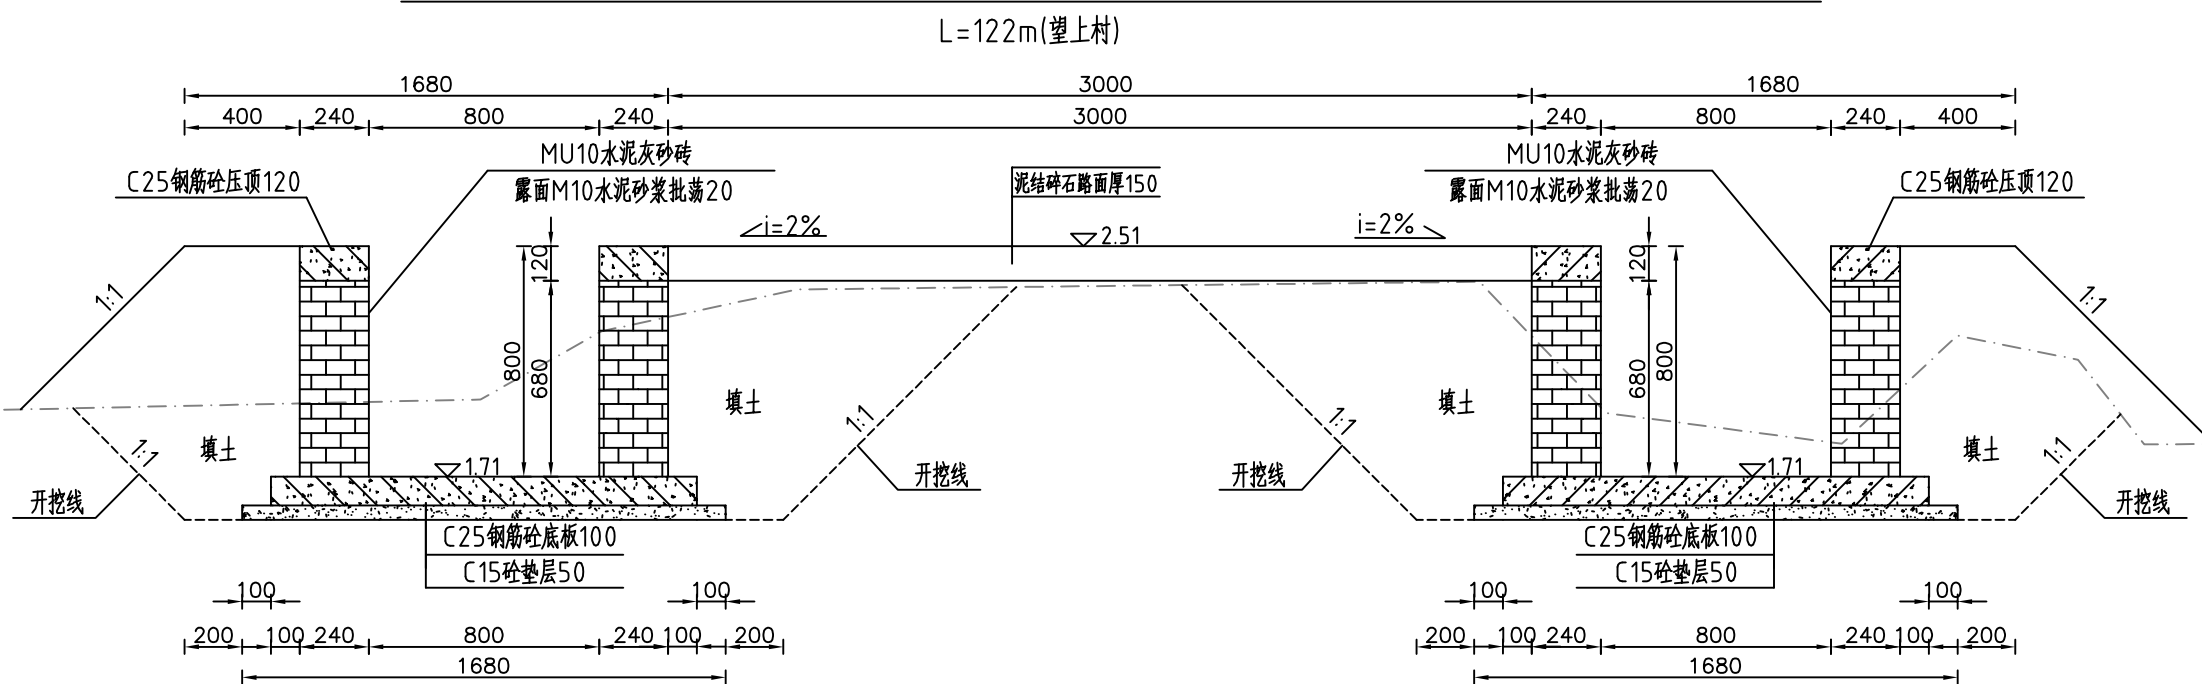 L=122m(望上村)
1680 3000 1680
400 240 800 240 3000 240 800 240 400
MU10水泥灰砂砖 MU10水泥灰砂砖
C25钢筋砼压顶120 泥结碎石路面厚150 C25钢筋砼压顶120
露面M10水泥砂浆批荡20 露面M10水泥砂浆批荡20
i=2% i=2%
120 2.51 120
1:1 1:1
800 680 680 800
填土 填土
1:1 1:1
1:1 填土 填土 1:1
1.71 1.71
开挖线 开挖线 开挖线 开挖线
C25钢筋砼底板100 C25钢筋砼底板100
C15砼垫层50 C15砼垫层50
100 100 100 100
200 100 240 800 240 100 200 200 100 240 800 240 100 200
1680 1680